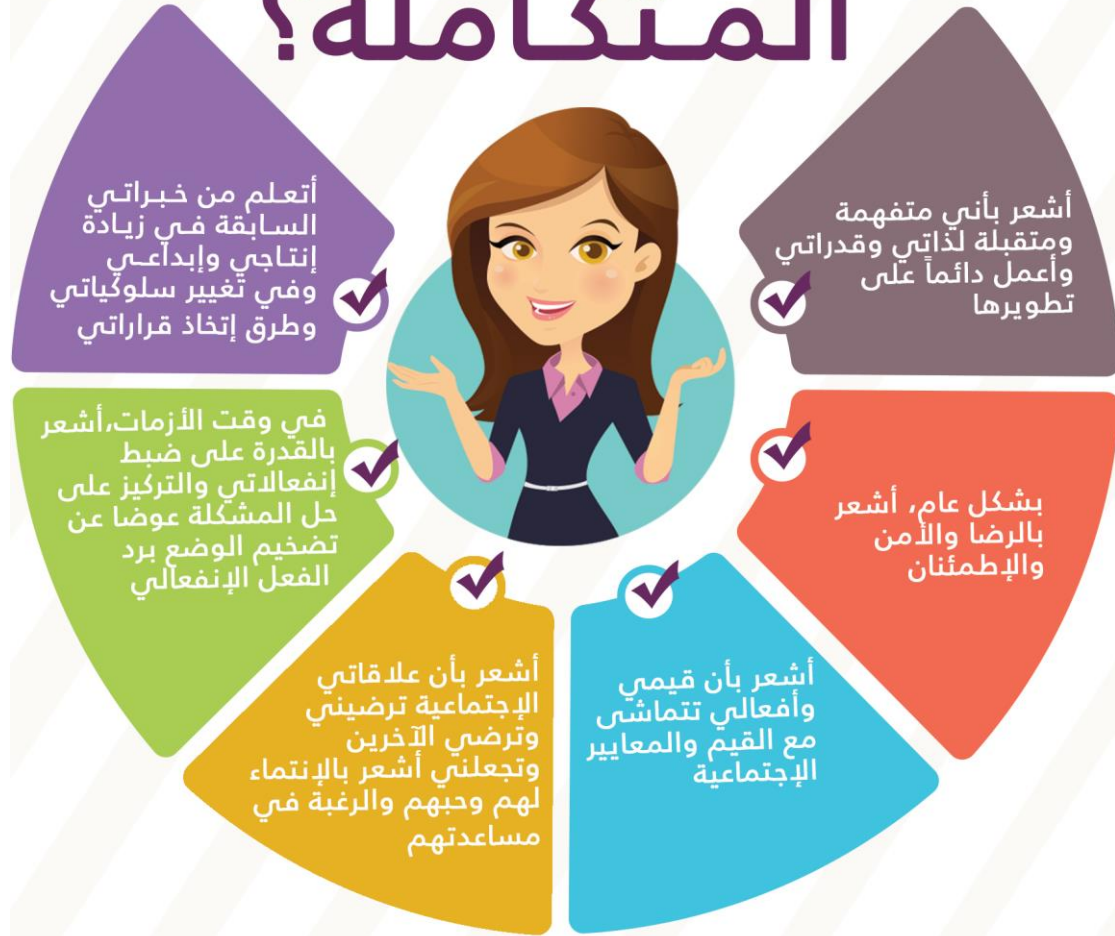 المتكاملة؟
أشعر بأني متفهمة
ومتقبلة لذاتي وقدراتي
وأعمل دائماً على
تطويرها
بشكل عام، أشعر
بالرضا والأمن
والإطمئنان
أشعر بأن قيمي
وأفعالي تتماشى
مع القيم والمعايير
الإجتماعية
أشعر بأن علاقاتي
الإجتماعية ترضيني
وترضي الآخرين
وتجعلني أشعر بالإنتماء
لهم وحبهم والرغبة في
مساعدتهم
في وقت الأزمات،أشعر
بالقدرة على ضبط
إنفعالاتي والتركيز على
حل المشكلة عوضا عن
تضخيم الوضع برد
الفعل الإنفعالي
أتعلم من خبراتي
السابقة في زيادة
إنتاجي وإبداعي
وفي تغيير سلوكياتي
وطرق إتخاذ قراراتي